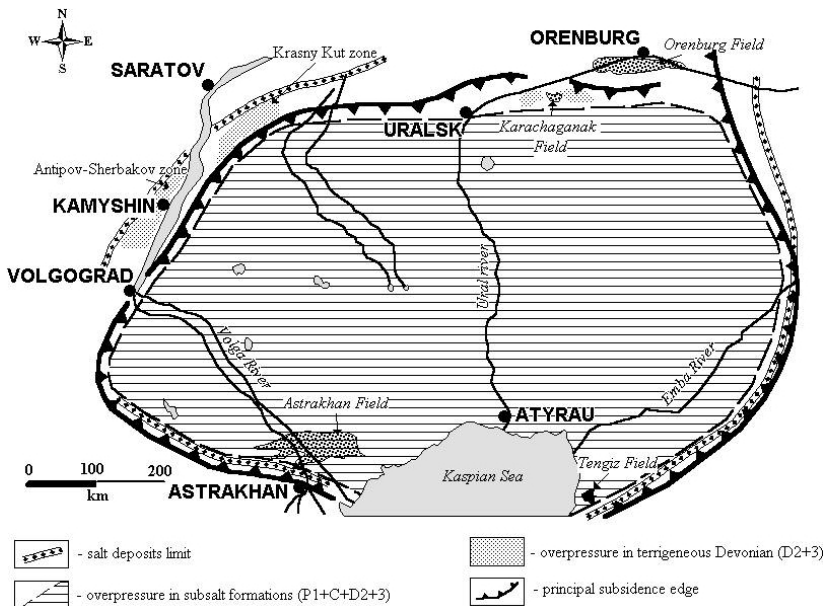 N
W E
S
ORENBURG
Orenburg Field
Krasny Kut zone
SARATOV
URALSK
Karachaganak
Field
Antipov-Sherbakov zone
KAMYSHIN
VOLGOGRAD
Ural river
Volga River
Emba River
Astrakhan Field
ATYRAU
Tengiz Field
Kaspian Sea
0 100 200
km
ASTRAKHAN
- salt deposits limit
- overpressure in terrigeneous Devonian (D2+3)
- overpressure in subsalt formations (P1+C+D2+3)
- principal subsidence edge